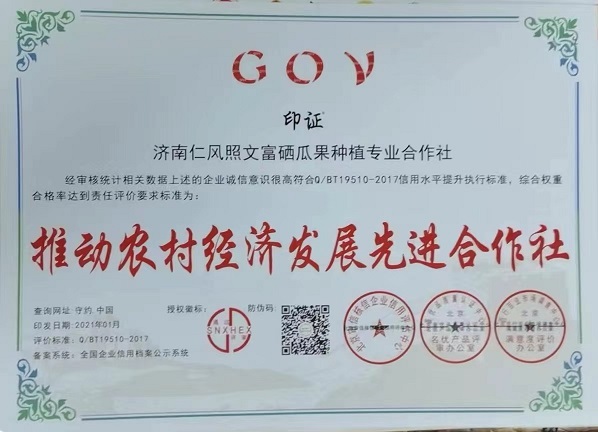 GOV
印证
济南仁风照文富硒瓜果种植专业合作社
经审核统计相关数据上述的企业诚信意识很高符合Q/BT19510-2017信用水平提升执行标准，综合权重
合格率达到责任评价要求标准为：
推动农村经济发展先进合作社
查询网址:守约.中国
印发日期:2021年01月
评价标准: Q/BT19510-2017
备案系统: 全国企业信用档案公示系统
授权徽标:
SNXHEX
防伪码:
北京
名优产品评
审办公室
北京
满意度评价
办公室